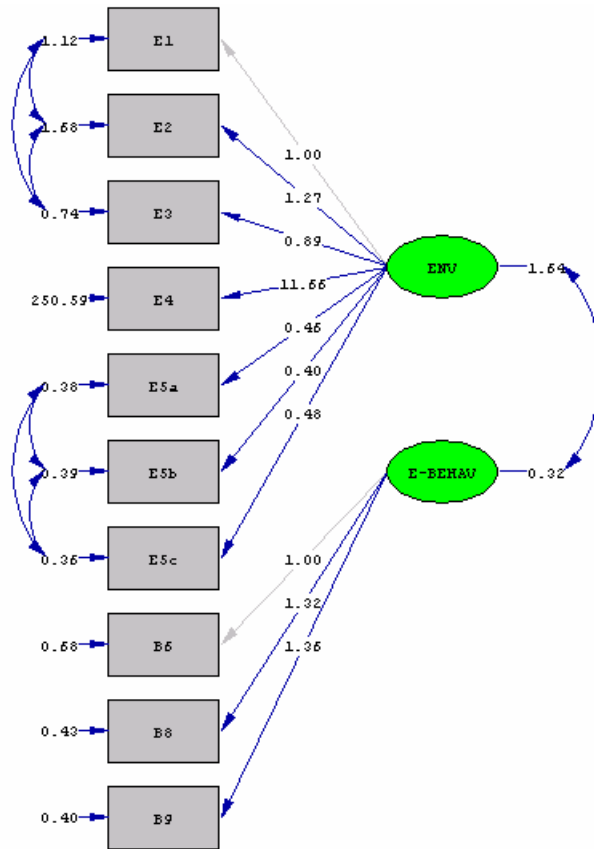 1.12 E1
1.68 E2
1.00
1.27
0.74 E3
0.89
ENV 1.64
250.59 E4 11.66
0.46
0.38 E5a 0.40
0.48
0.39 E5b E-BEHAV 0.32
0.36 E5c 1.00
1.32
0.68 B6 1.36
0.43 B8
0.40 B9